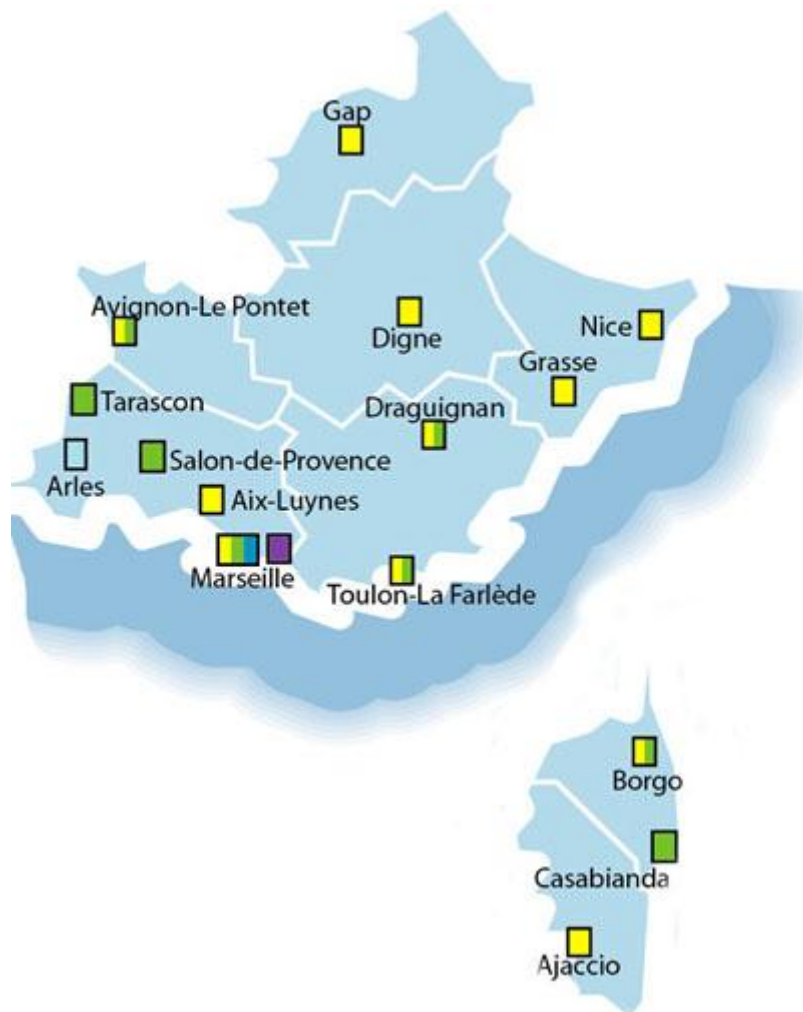 Gap
Avignon-Le Pontet
Digne
Nice
Grasse
Tarascon
Draguignan
Arles
Salon-de-Provence
Aix-Luynes
Marseille
Toulon-La Farlède
Borgo
Casabianda
Ajaccio